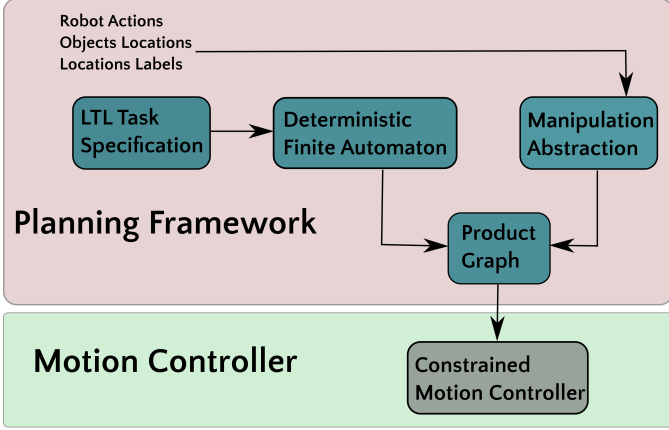 Robot Actions
Objects Locations
Locations Labels
LTL Task
Specification
Deterministic
Finite Automaton
Manipulation
Abstraction
Planning Framework
Product
Graph
Motion Controller
Constrained
Motion Controller